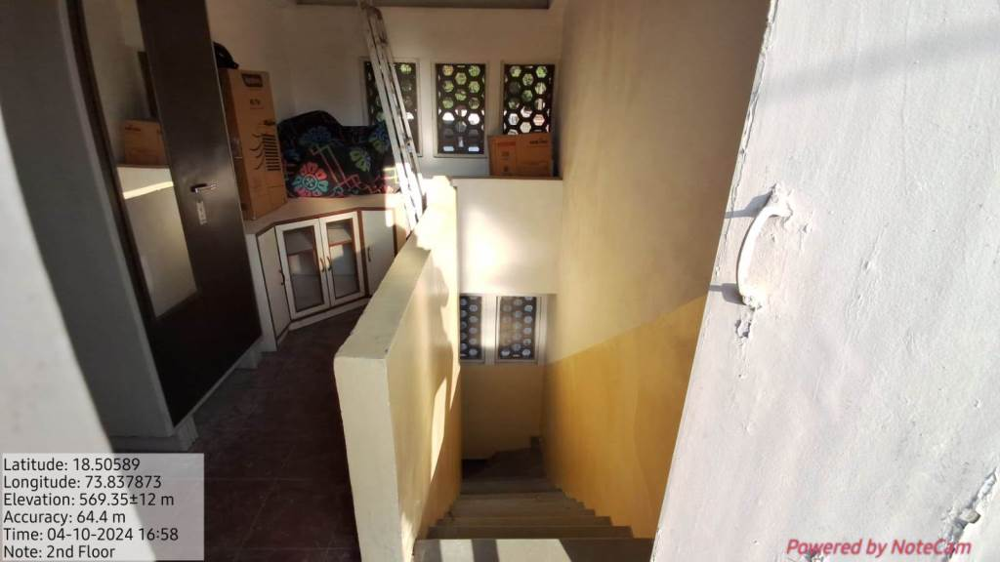 Latitude: 18.50589
Longitude: 73.837873
Elevation: 569.35±12 m
Accuracy: 64.4 m
Time: 04-10-2024 16:58
Note: 2nd Floor
Powered by NoteCam